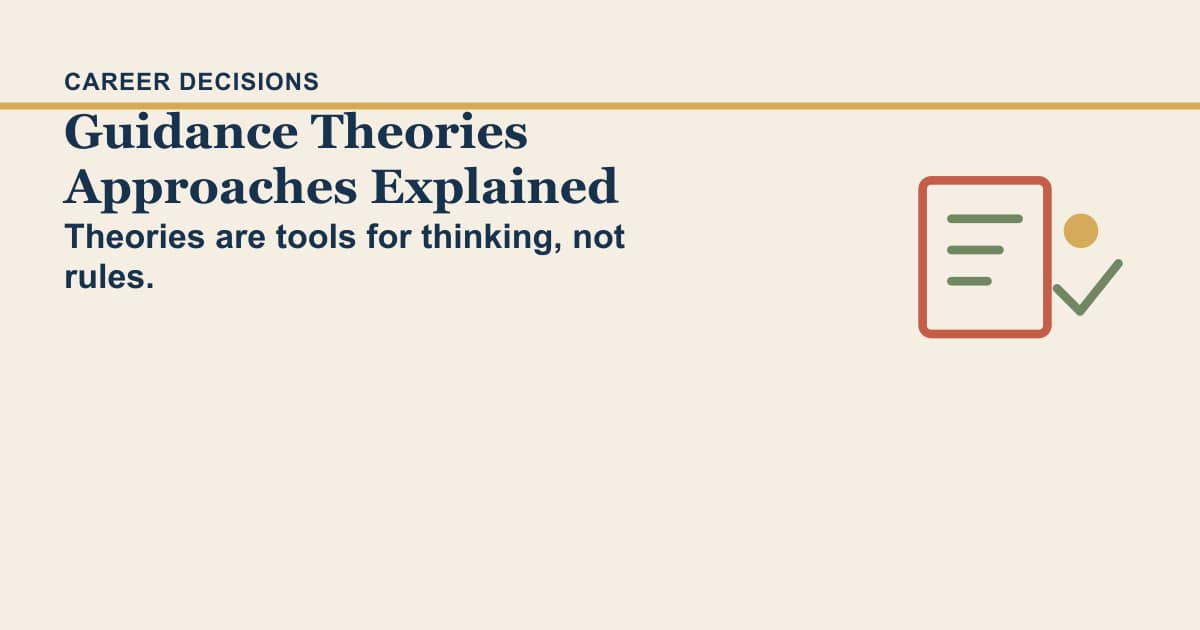 CAREER DECISIONS
Guidance Theories
Approaches Explained
Theories are tools for thinking, not
rules.